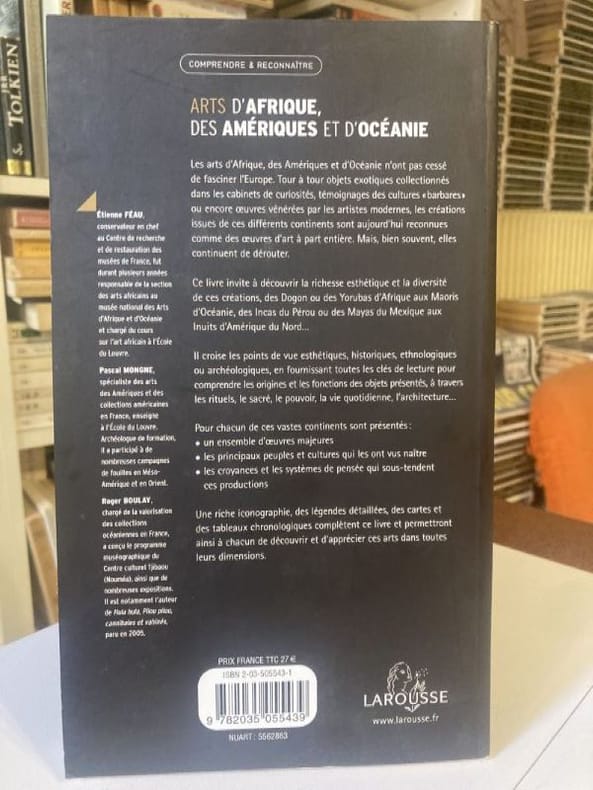 JRR
TOLKIEN
&
COMPRENDRE & RECONNAÎTRE
ARTS D'AFRIQUE,
DES AMÉRIQUES ET D'OCÉANIE
Les arts d'Afrique, des Amériques et d'Océanie n'ont pas cessé
de fasciner l'Europe. Tour à tour objets exotiques collectionnés
dans les cabinets de curiosités, témoignages des cultures «barbares»
ou encore œuvres vénérées par les artistes modernes, les créations
issues de ces différents continents sont aujourd'hui reconnues
comme des œuvres d'art à part entière. Mais, bien souvent, elles
continuent de dérouter.
Ce livre invite à découvrir la richesse esthétique et la diversité
de ces créations, des Dogon ou des Yorubas d'Afrique aux Maoris
d'Océanie, des Incas du Pérou ou des Mayas du Mexique aux
Inuits d'Amérique du Nord...
Il croise les points de vue esthétiques, historiques, ethnologiques
ou archéologiques, en fournissant toutes les clés de lecture pour
comprendre les origines et les fonctions des objets présentés, à travers
les rituels, le sacré, le pouvoir, la vie quotidienne, l'architecture...
Pour chacun de ces vastes continents sont présentés :
• un ensemble d'œuvres majeures
• les principaux peuples et cultures qui les ont vus naître
• les croyances et les systèmes de pensée qui sous-tendent
ces productions
Une riche iconographie, des légendes détaillées, des cartes et
des tableaux chronologiques complètent ce livre et permettront
ainsi à chacun de découvrir et d'apprécier ces arts dans toutes
leurs dimensions.
Étienne FÉAU,
conservateur en chef
au Centre de recherche
et de restauration des
musées de France, fut
durant plusieurs années
responsable de la section
des arts africains au
musée national des Arts
d'Afrique et d'Océanie
et chargé du cours
sur l'art africain à l'École
du Louvre.
Pascal MONGNE,
spécialiste des arts
des Amériques et des
collections américaines
en France, enseigne
à l'École du Louvre.
Archéologue de formation,
il a participé à de
nombreuses campagnes
de fouilles en Méso-
Amérique et en Orient.
Roger BOULAY,
chargé de la valorisation
des collections
océaniennes en France,
a conçu le programme
muséographique du
Centre culturel Tjibaou
(Nouméa), ainsi que de
nombreuses expositions.
Il est notamment l'auteur
de Hula hula, Pilou pilou,
cannibales et vahinés,
paru en 2005.
PRIX FRANCE TTC 27 €
ISBN 2-03-505543-1
9 782035 055439
NUART : 5562863
LAROUSSE
www.larousse.fr